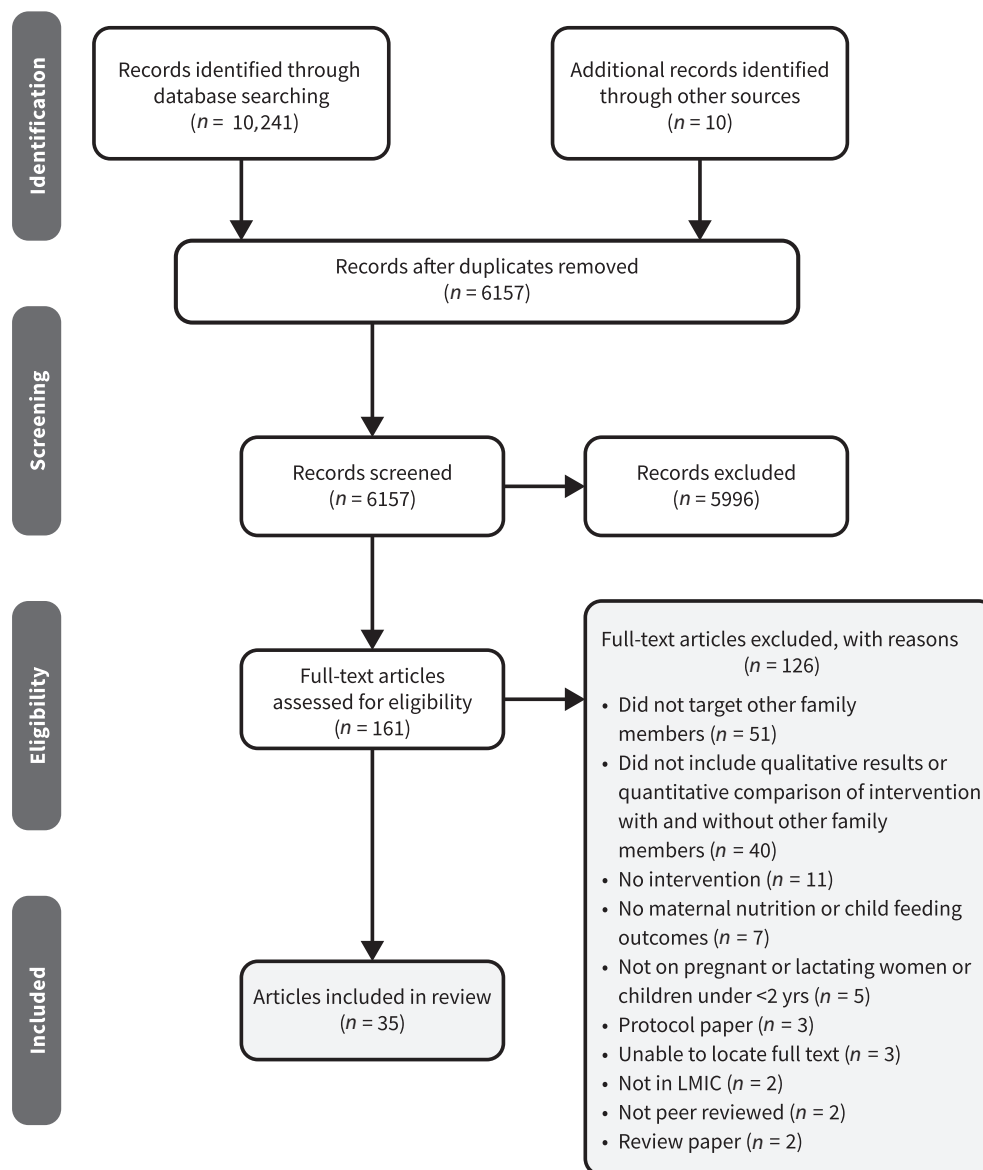 Identification
Records identified through
database searching
(n = 10,241)
Additional records identified
through other sources
(n = 10)
Records after duplicates removed
(n = 6157)
Screening
Records screened
(n = 6157)
Records excluded
(n = 5996)
Eligibility
Full-text articles
assessed for eligibility
(n = 161)
Full-text articles excluded, with reasons
(n = 126)
• Did not target other family
members (n = 51)
• Did not include qualitative results or
quantitative comparison of intervention
with and without other family
members (n = 40)
• No intervention (n = 11)
• No maternal nutrition or child feeding
outcomes (n = 7)
• Not on pregnant or lactating women or
children under <2 yrs (n = 5)
• Protocol paper (n = 3)
• Unable to locate full text (n = 3)
• Not in LMIC (n = 2)
• Not peer reviewed (n = 2)
• Review paper (n = 2)
Included
Articles included in review
(n = 35)